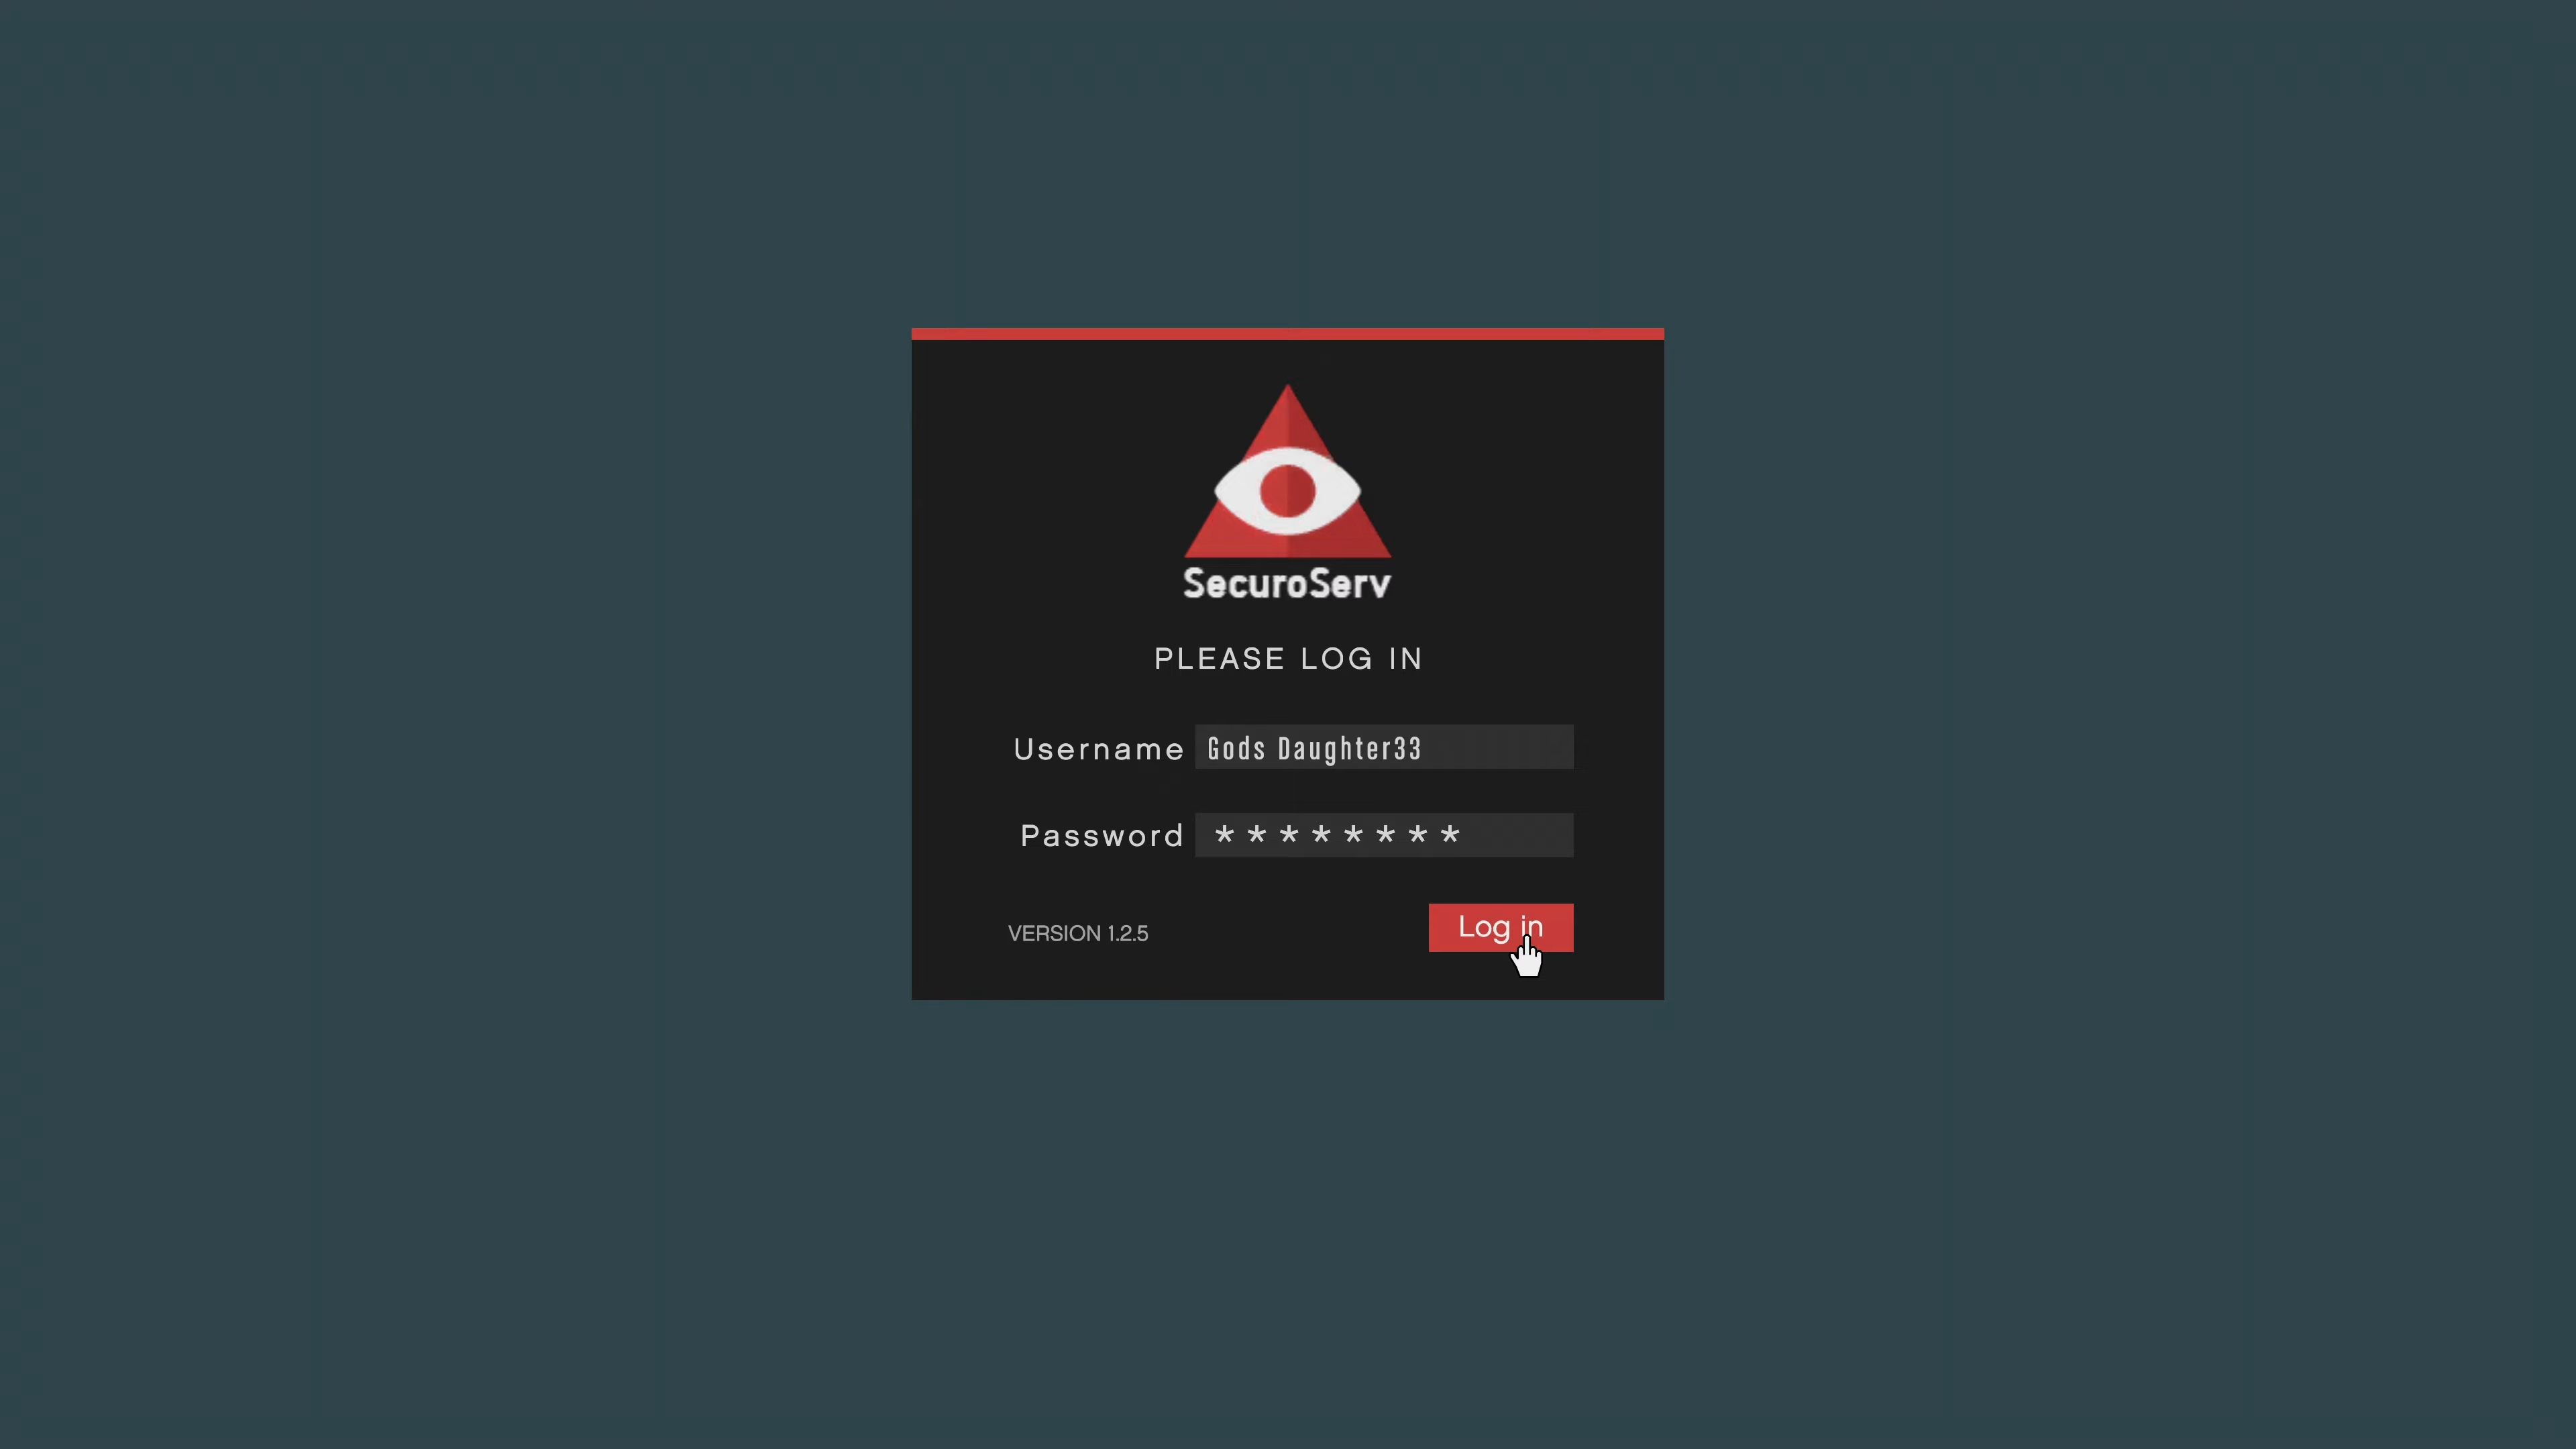 SecuroServ
PLEASE LOG IN
Username Gods Daughter33
Password ********
VERSION 1.2.5
Log in